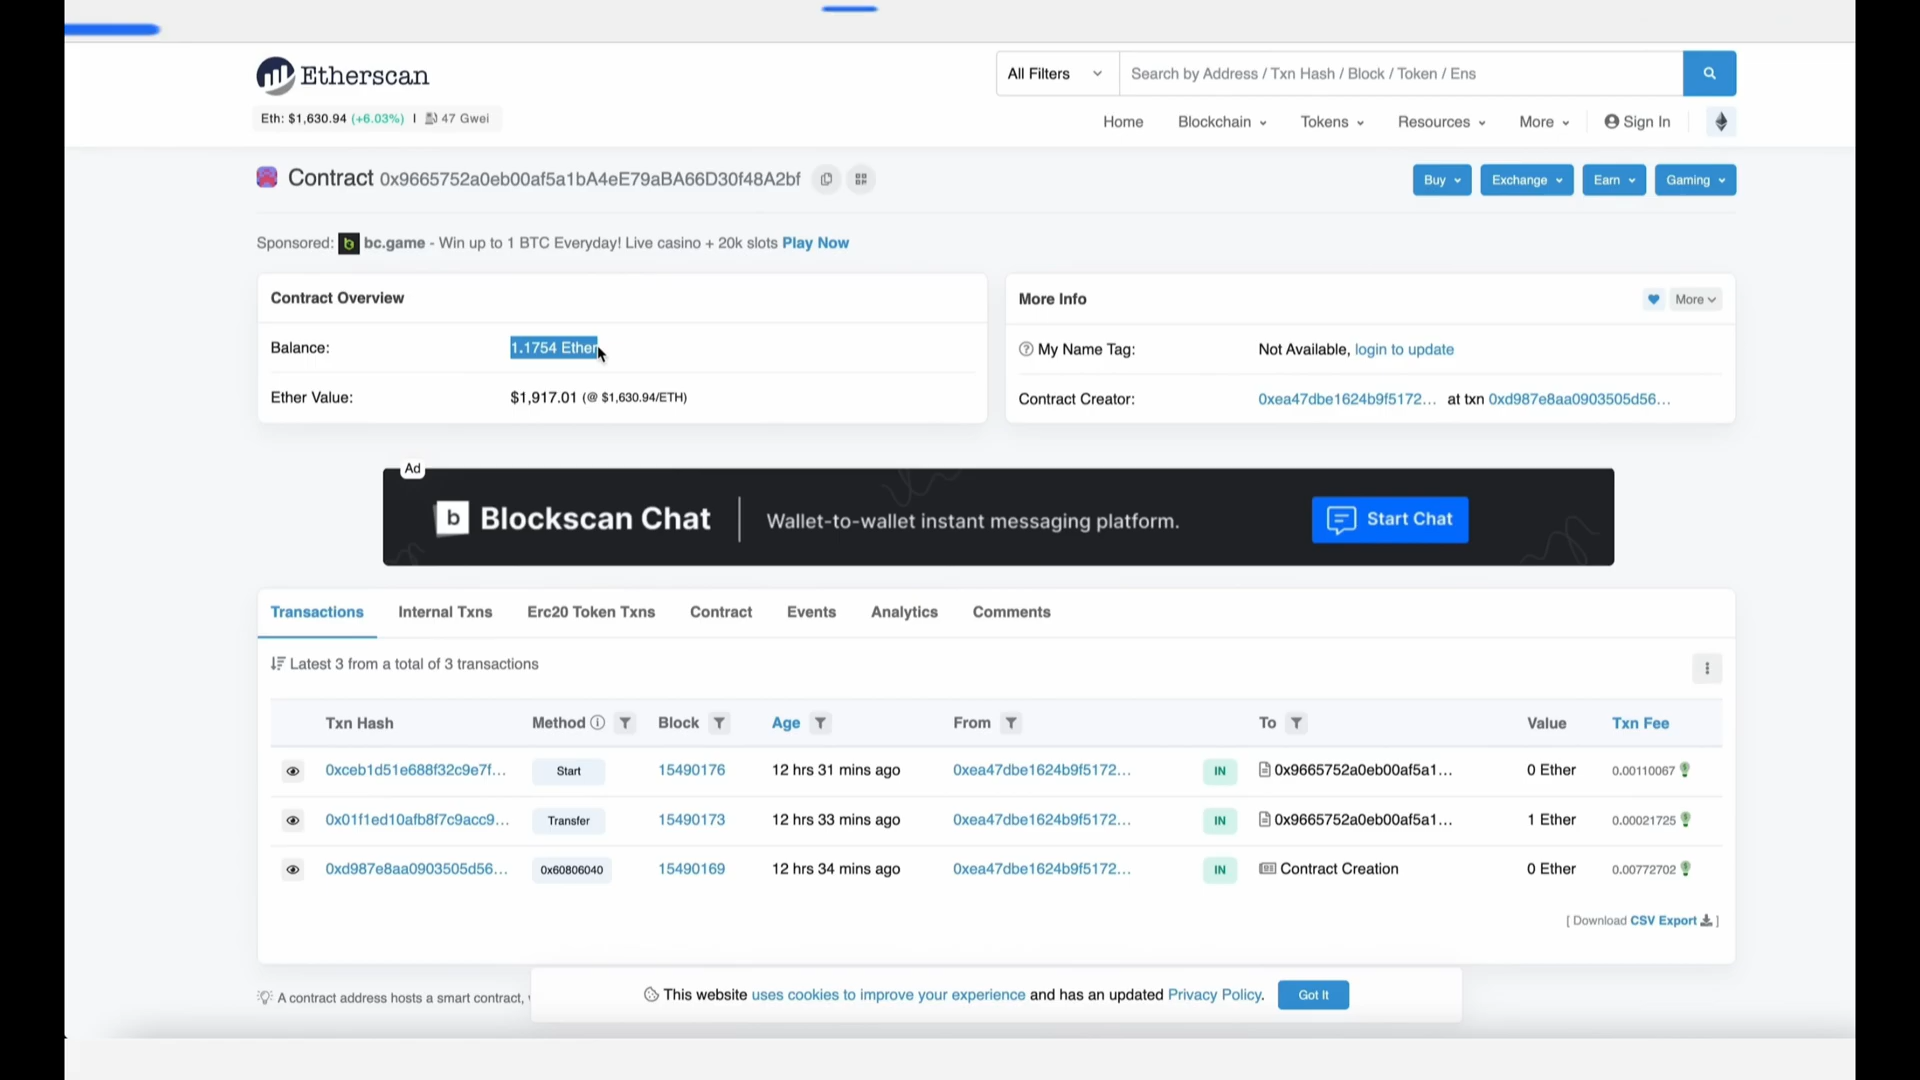 Etherscan
All Filters
Search by Address / Txn Hash / Block / Token / Ens
Eth: $1,630.94 (+6.03%) | 47 Gwei
Home Blockchain Tokens Resources More Sign In
Contract 0x9665752a0eb00af5a1bA4eE79aBA66D30f48A2bf
Buy Exchange Earn Gaming
Sponsored: bc.game - Win up to 1 BTC Everyday! Live casino + 20k slots Play Now
Contract Overview
Balance: 1.1754 Ether
Ether Value: $1,917.01 (@ $1,630.94/ETH)
More Info
More
My Name Tag: Not Available, login to update
Contract Creator: 0xea47dbe1624b9f5172... at txn 0xd987e8aa0903505d56...
Ad
b Blockscan Chat
Wallet-to-wallet instant messaging platform.
Start Chat
Transactions Internal Txns Erc20 Token Txns Contract Events Analytics Comments
Latest 3 from a total of 3 transactions
Txn Hash Method Block Age From To Value Txn Fee
0xceb1d51e688f32c9e7f... Start 15490176 12 hrs 31 mins ago 0xea47dbe1624b9f5172... IN 0x9665752a0eb00af5a1... 0 Ether 0.00110067
0x01f1ed10afb8f7c9acc9... Transfer 15490173 12 hrs 33 mins ago 0xea47dbe1624b9f5172... IN 0x9665752a0eb00af5a1... 1 Ether 0.00021725
0xd987e8aa0903505d56... 0x60806040 15490169 12 hrs 34 mins ago 0xea47dbe1624b9f5172... IN Contract Creation 0 Ether 0.00772702
[ Download CSV Export ]
A contract address hosts a smart contract,
This website uses cookies to improve your experience and has an updated Privacy Policy.
Got It